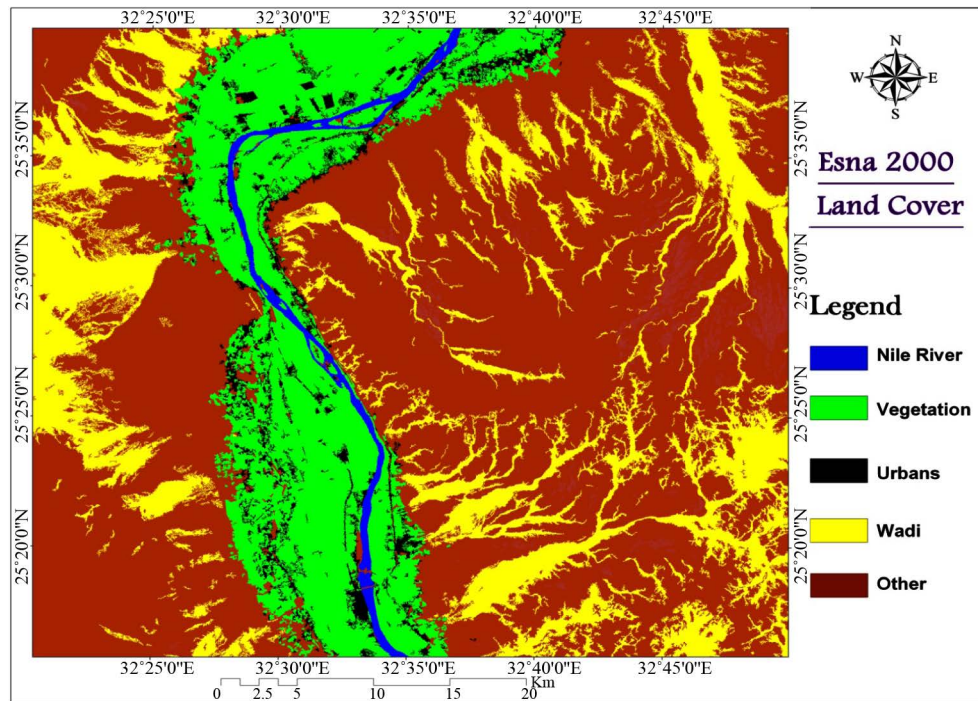 32°25'0"E 32°30'0"E 32°35'0"E 32°40'0"E 32°45'0"E
25°35'0"N
25°30'0"N
25°25'0"N
25°20'0"N
25°35'0"N
25°30'0"N
25°25'0"N
25°20'0"N
32°25'0"E 32°30'0"E 32°35'0"E 32°40'0"E 32°45'0"E
0 2.5 5 10 15 20
Km
N
W E
S
Esna 2000
Land Cover
Legend
Nile River
Vegetation
Urbans
Wadi
Other